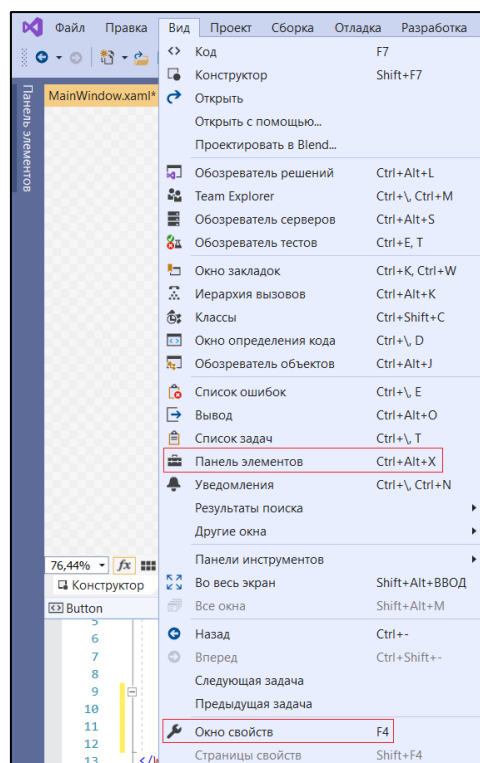 Файл Правка Вид Проект Сборка Отладка Разработка
Панель элементов
MainWindow.xaml*
Код F7
Конструктор Shift+F7
Открыть
Открыть с помощью...
Проектировать в Blend...
Обозреватель решений Ctrl+Alt+L
Team Explorer Ctrl+\, Ctrl+M
Обозреватель серверов Ctrl+Alt+S
Обозреватель тестов Ctrl+E, T
Окно закладок Ctrl+K, Ctrl+W
Иерархия вызовов Ctrl+Alt+K
Классы Ctrl+Shift+C
Окно определения кода Ctrl+\, D
Обозреватель объектов Ctrl+Alt+J
Список ошибок Ctrl+\, E
Вывод Ctrl+Alt+O
Список задач Ctrl+\, T
Панель элементов Ctrl+Alt+X
Уведомления Ctrl+\, Ctrl+N
Результаты поиска
Другие окна
Панели инструментов
Во весь экран Shift+Alt+ВВОД
Все окна Shift+Alt+M
Назад Ctrl+-
Вперед Ctrl+Shift+-
Следующая задача
Предыдущая задача
Окно свойств F4
Страницы свойств Shift+F4
76,44% fx
Конструктор
Button
5
6
7
8
9
10
11
12
13 </